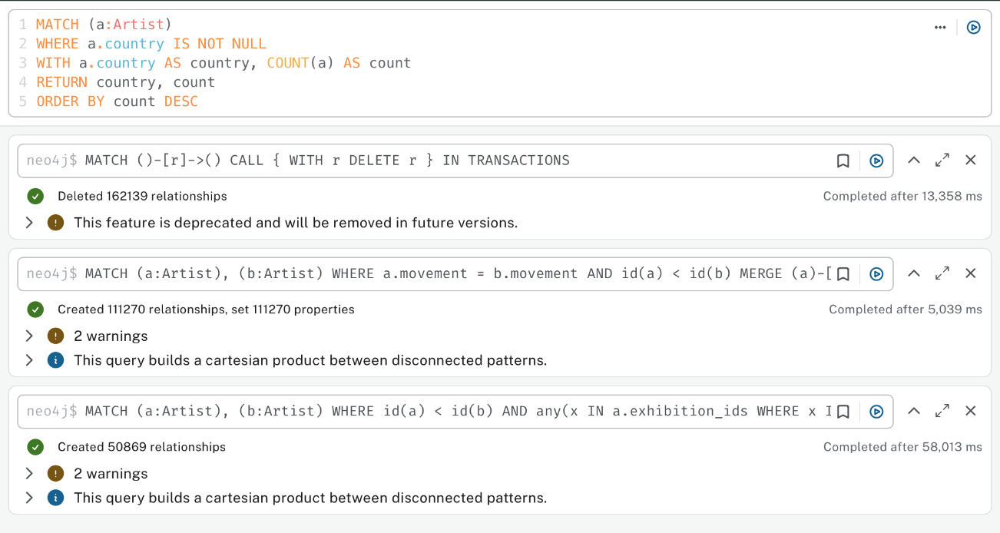 1 MATCH (a:Artist)
2 WHERE a.country IS NOT NULL
3 WITH a.country AS country, COUNT(a) AS count
4 RETURN country, count
5 ORDER BY count DESC
neo4j$ MATCH ()-[r]->() CALL { WITH r DELETE r } IN TRANSACTIONS
Deleted 162139 relationships Completed after 13,358 ms
This feature is deprecated and will be removed in future versions.
neo4j$ MATCH (a:Artist), (b:Artist) WHERE a.movement = b.movement AND id(a) < id(b) MERGE (a)-[
Created 111270 relationships, set 111270 properties Completed after 5,039 ms
2 warnings
This query builds a cartesian product between disconnected patterns.
neo4j$ MATCH (a:Artist), (b:Artist) WHERE id(a) < id(b) AND any(x IN a.exhibition_ids WHERE x I
Created 50869 relationships Completed after 58,013 ms
2 warnings
This query builds a cartesian product between disconnected patterns.